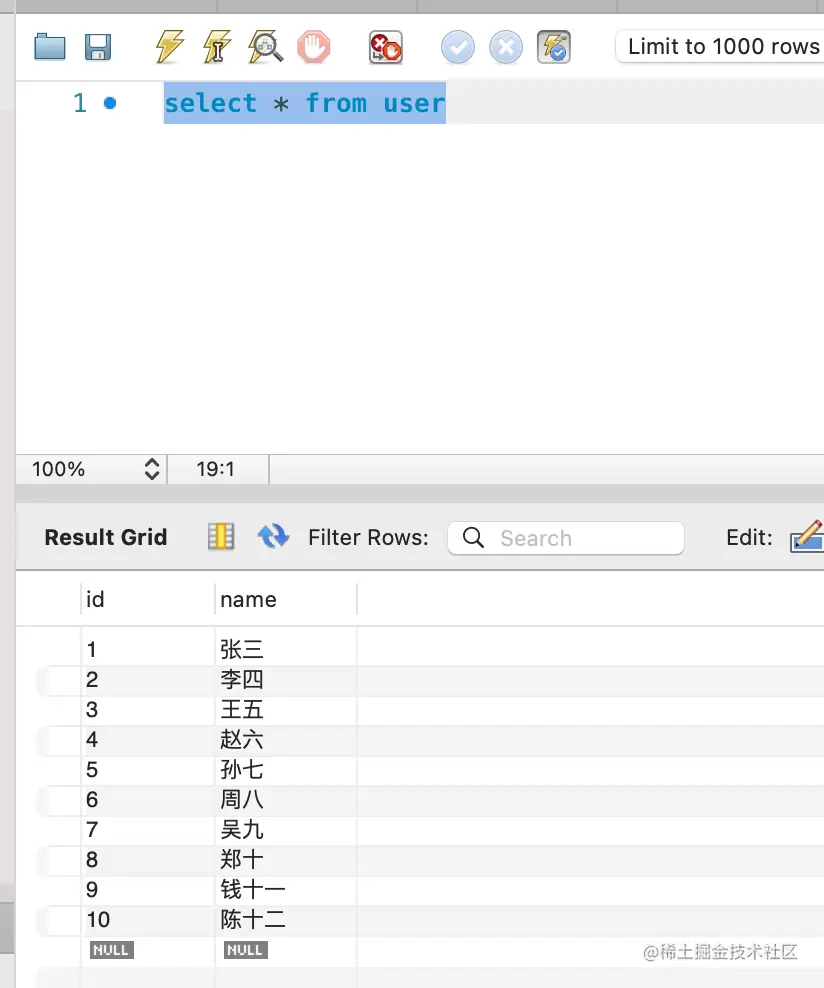 Limit to 1000 rows
1 select * from user
100% 19:1
Result Grid Filter Rows: Search Edit:
id name
1 张三
2 李四
3 王五
4 赵六
5 孙七
6 周八
7 吴九
8 郑十
9 钱十一
10 陈十二
NULL NULL
@稀土掘金技术社区